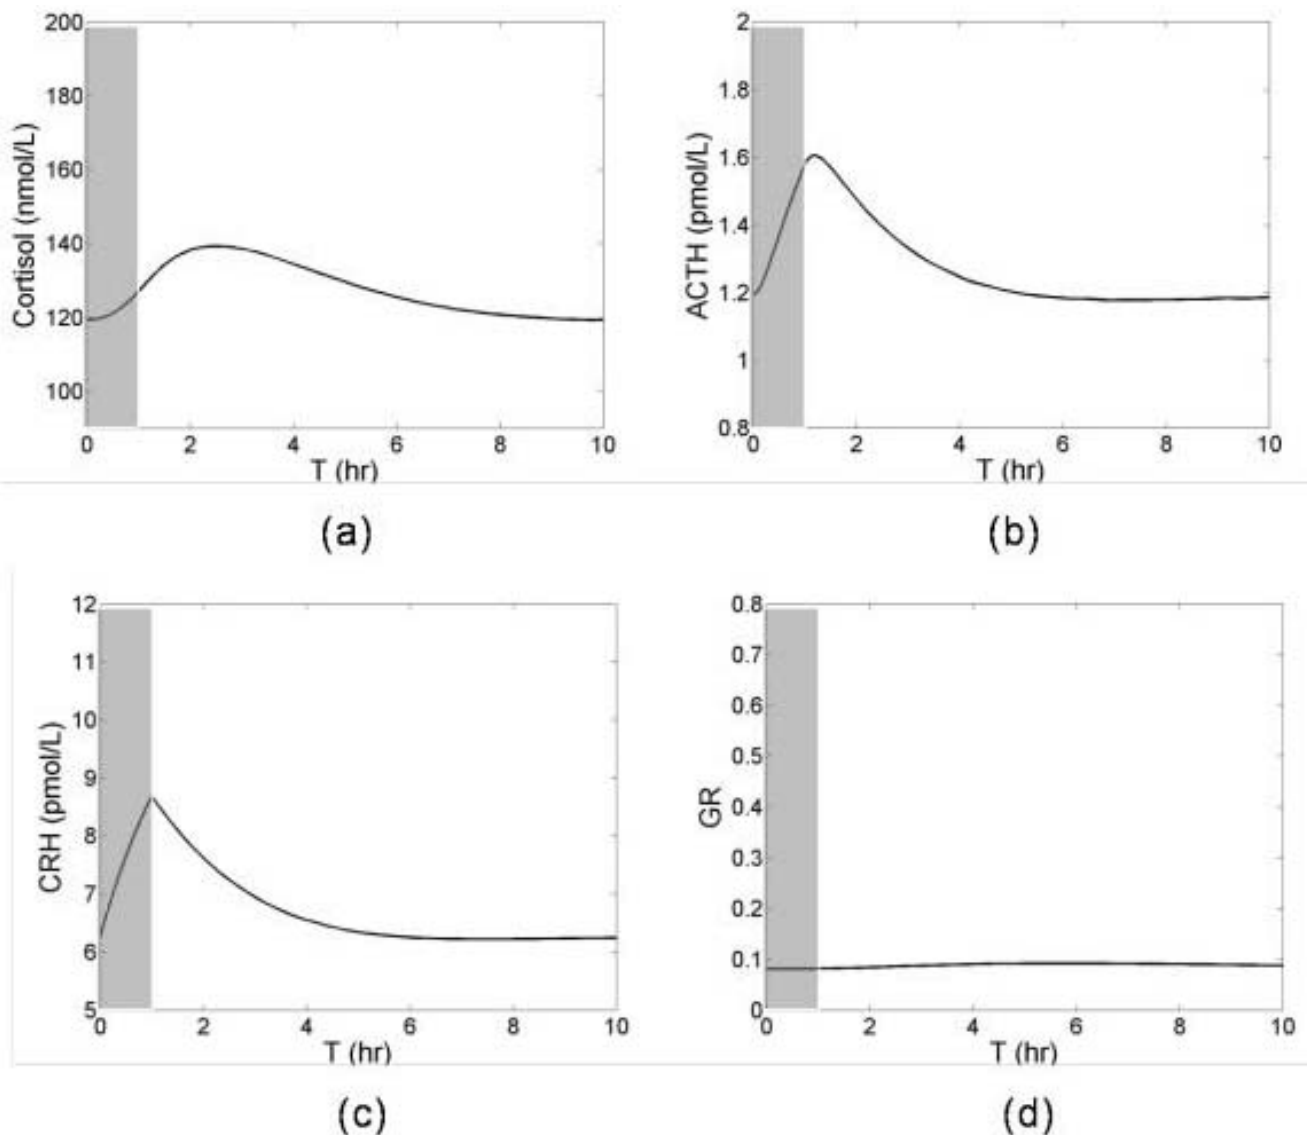 200
180
160
140
120
100
Cortisol (nmol/L)
0 2 4 6 8 10
T (hr)
(a)
2
1.8
1.6
1.4
1.2
1
0.8
ACTH (pmol/L)
0 2 4 6 8 10
T (hr)
(b)
12
11
10
9
8
7
6
5
CRH (pmol/L)
0 2 4 6 8 10
T (hr)
(c)
0.8
0.7
0.6
0.5
0.4
0.3
0.2
0.1
0
GR
0 2 4 6 8 10
T (hr)
(d)